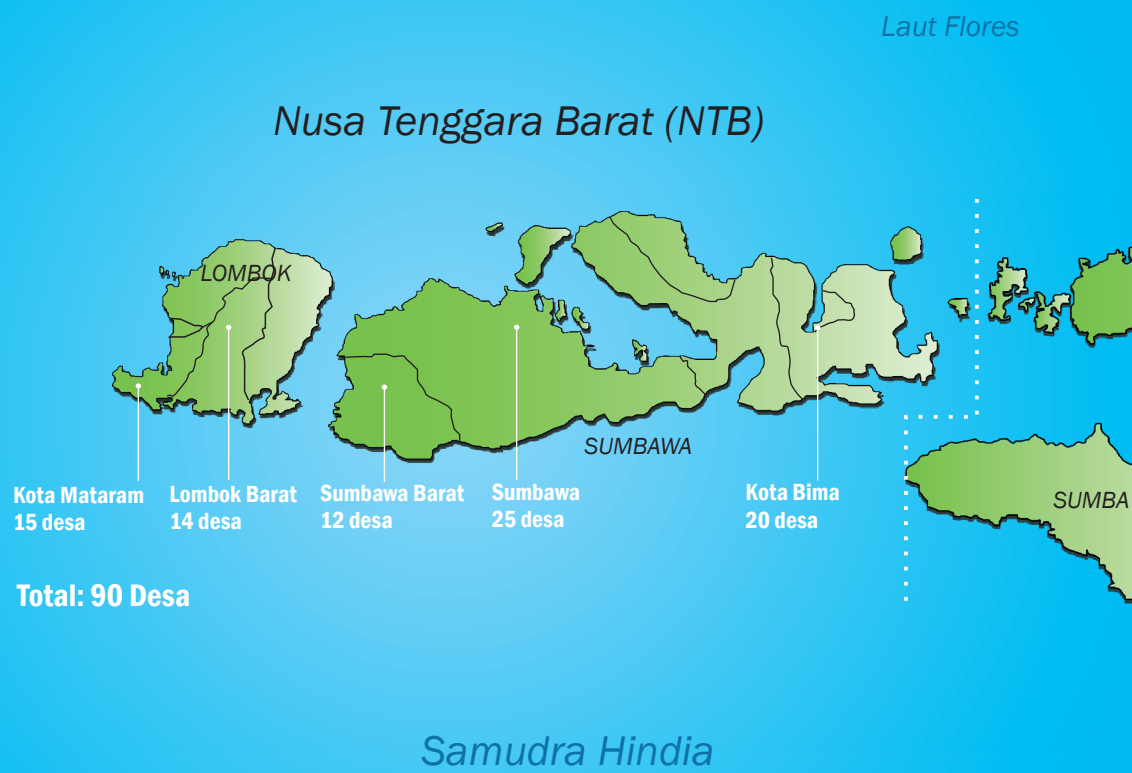 Laut Flores
Nusa Tenggara Barat (NTB)
LOMBOK
SUMBAWA
SUMBA
Kota Mataram
15 desa
Lombok Barat
14 desa
Sumbawa Barat
12 desa
Sumbawa
25 desa
Kota Bima
20 desa
Total: 90 Desa
Samudra Hindia